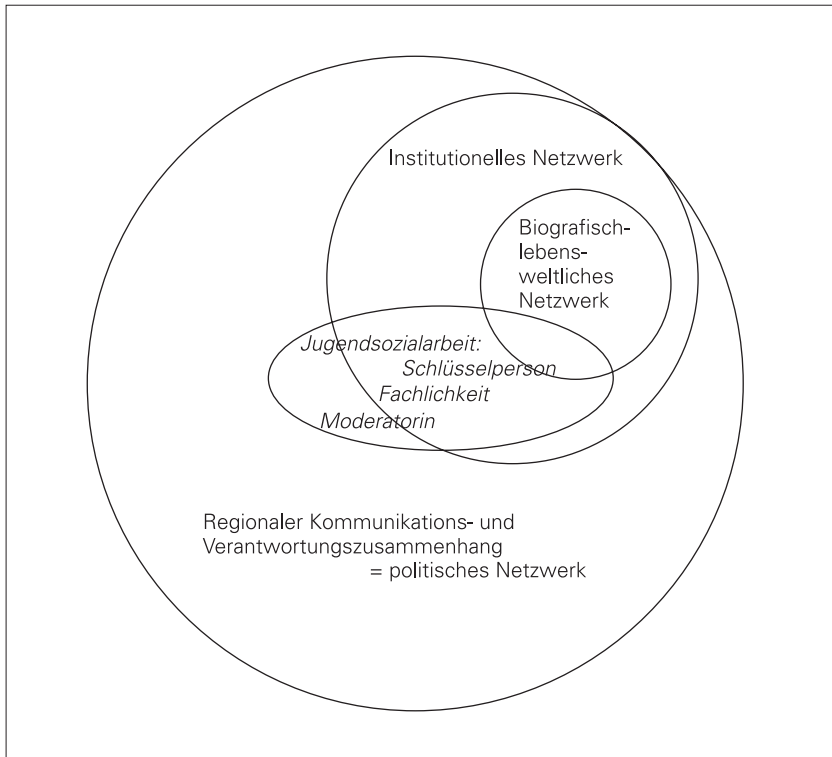 Institutionelles Netzwerk
Biografisch-
lebens-
weltliches
Netzwerk
Jugendsozialarbeit:
Schlüsselperson
Fachlichkeit
Moderatorin
Regionaler Kommunikations- und
Verantwortungszusammenhang
= politisches Netzwerk